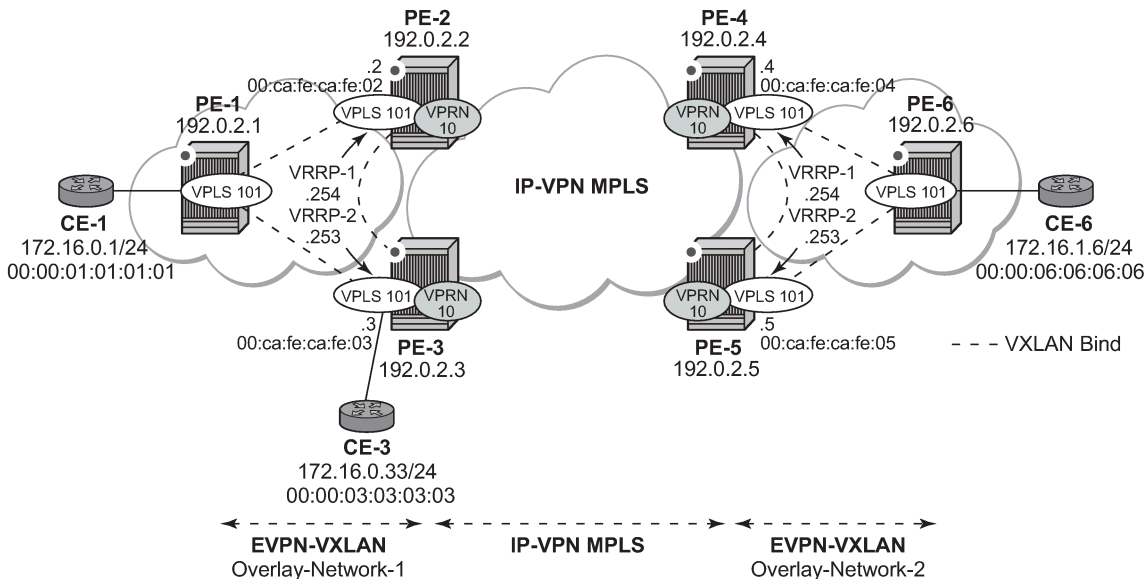 PE-2
192.0.2.2
.2
00:ca:fe:ca:fe:02
VPLS 101
VPRN
10
PE-4
192.0.2.4
.4
00:ca:fe:ca:fe:04
VPRN
10
VPLS 101
PE-1
192.0.2.1
VPLS 101
PE-6
192.0.2.6
VPLS 101
VRRP-1
.254
VRRP-2
.253
IP-VPN MPLS
VRRP-1
.254
VRRP-2
.253
CE-1
172.16.0.1/24
00:00:01:01:01:01
CE-6
172.16.1.6/24
00:00:06:06:06:06
VPLS 101
VPRN
10
.3
00:ca:fe:ca:fe:03
PE-3
192.0.2.3
VPRN
10
VPLS 101
.5
00:ca:fe:ca:fe:05
PE-5
192.0.2.5
VXLAN Bind
CE-3
172.16.0.33/24
00:00:03:03:03:03
EVPN-VXLAN
Overlay-Network-1
IP-VPN MPLS
EVPN-VXLAN
Overlay-Network-2